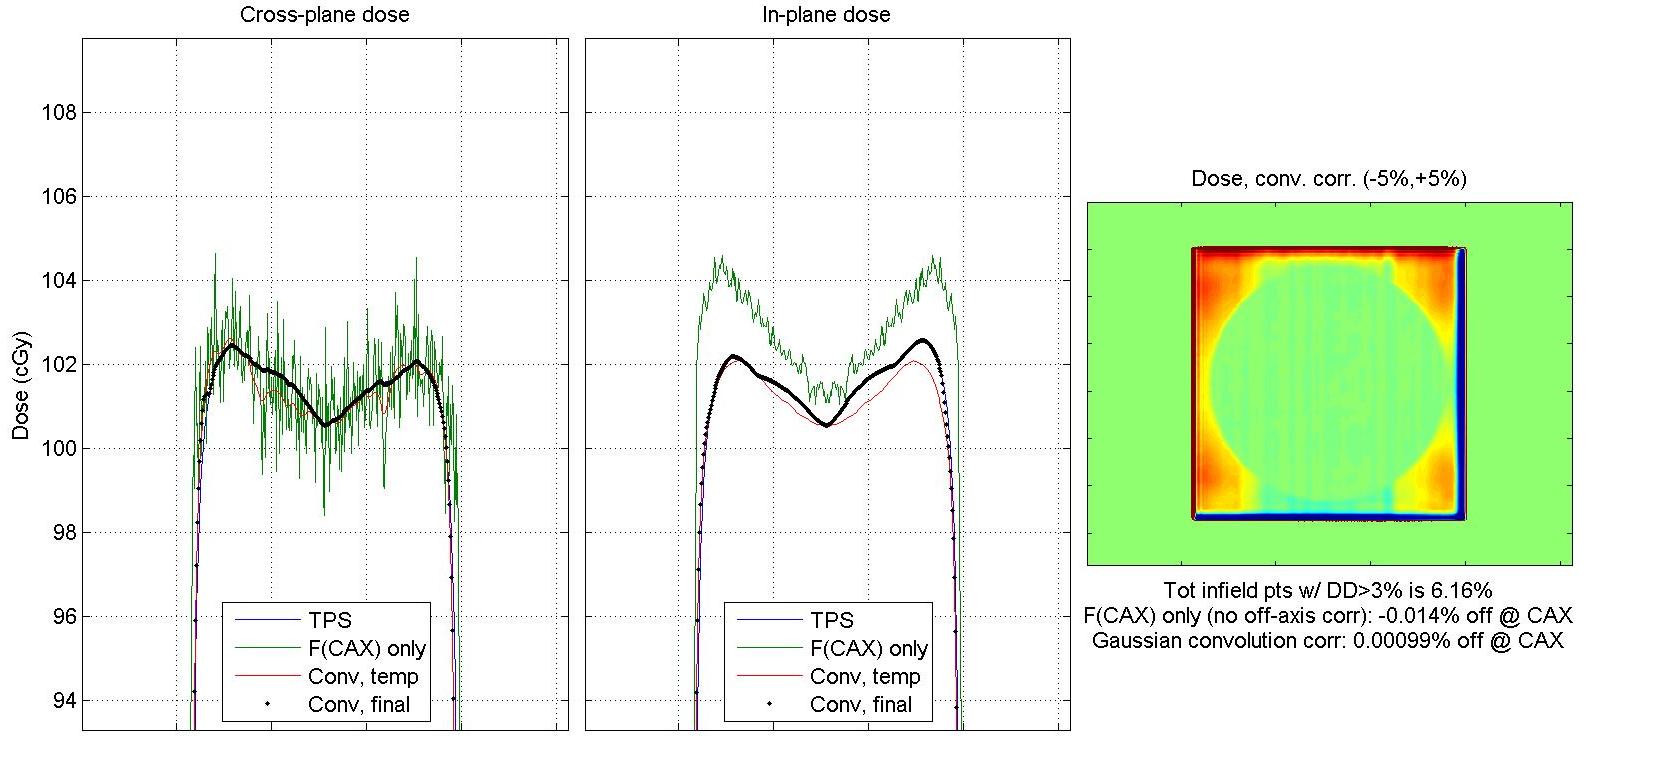 Cross-plane dose
In-plane dose
108
106
104
102
100
98
96
94
Dose (cGy)
TPS
F(CAX) only
Conv, temp
Conv, final
TPS
F(CAX) only
Conv, temp
Conv, final
Dose, conv. corr. (-5%,+5%)
Tot infield pts w/ DD>3% is 6.16%
F(CAX) only (no off-axis corr): -0.014% off @ CAX
Gaussian convolution corr: 0.00099% off @ CAX